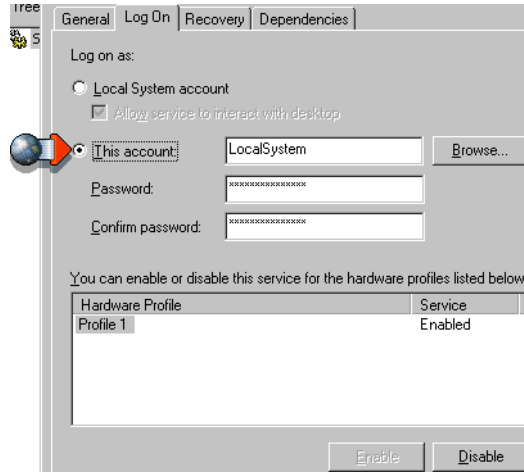 Tree
General Log On Recovery Dependencies
S
Log on as:
Local System account
Allow service to interact with desktop
This account: LocalSystem Browse...
Password: ***************
Confirm password: ***************
You can enable or disable this service for the hardware profiles listed below
Hardware Profile Service
Profile 1 Enabled
Enable Disable